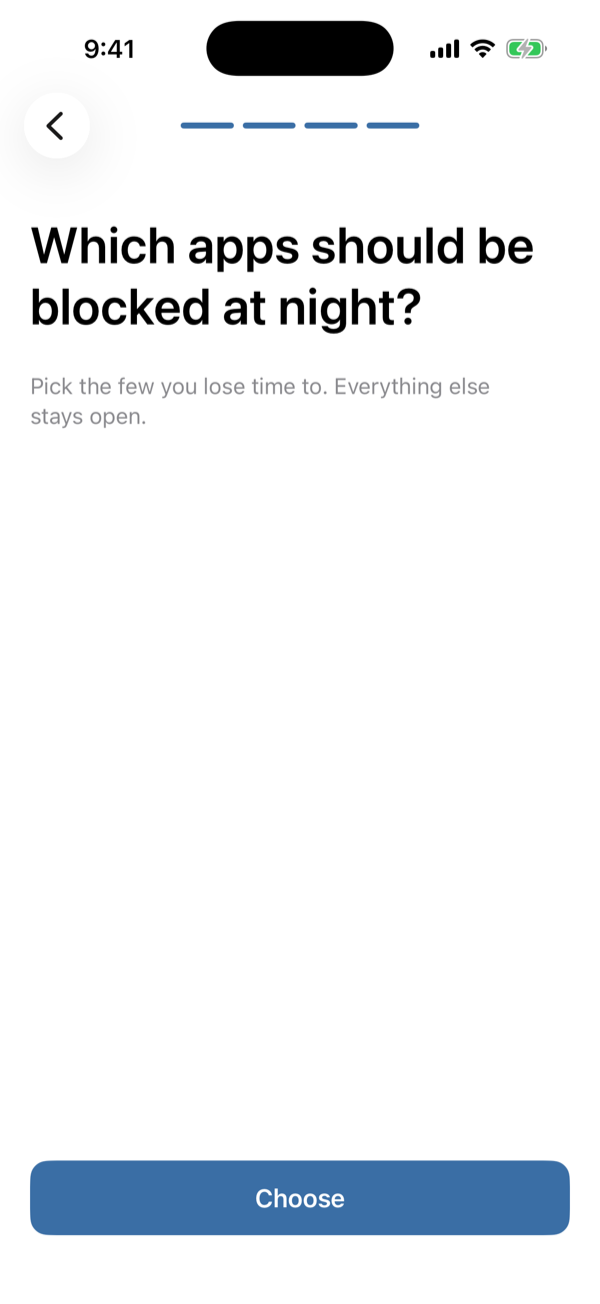 9:41
Which apps should be
blocked at night?
Pick the few you lose time to. Everything else
stays open.
Choose